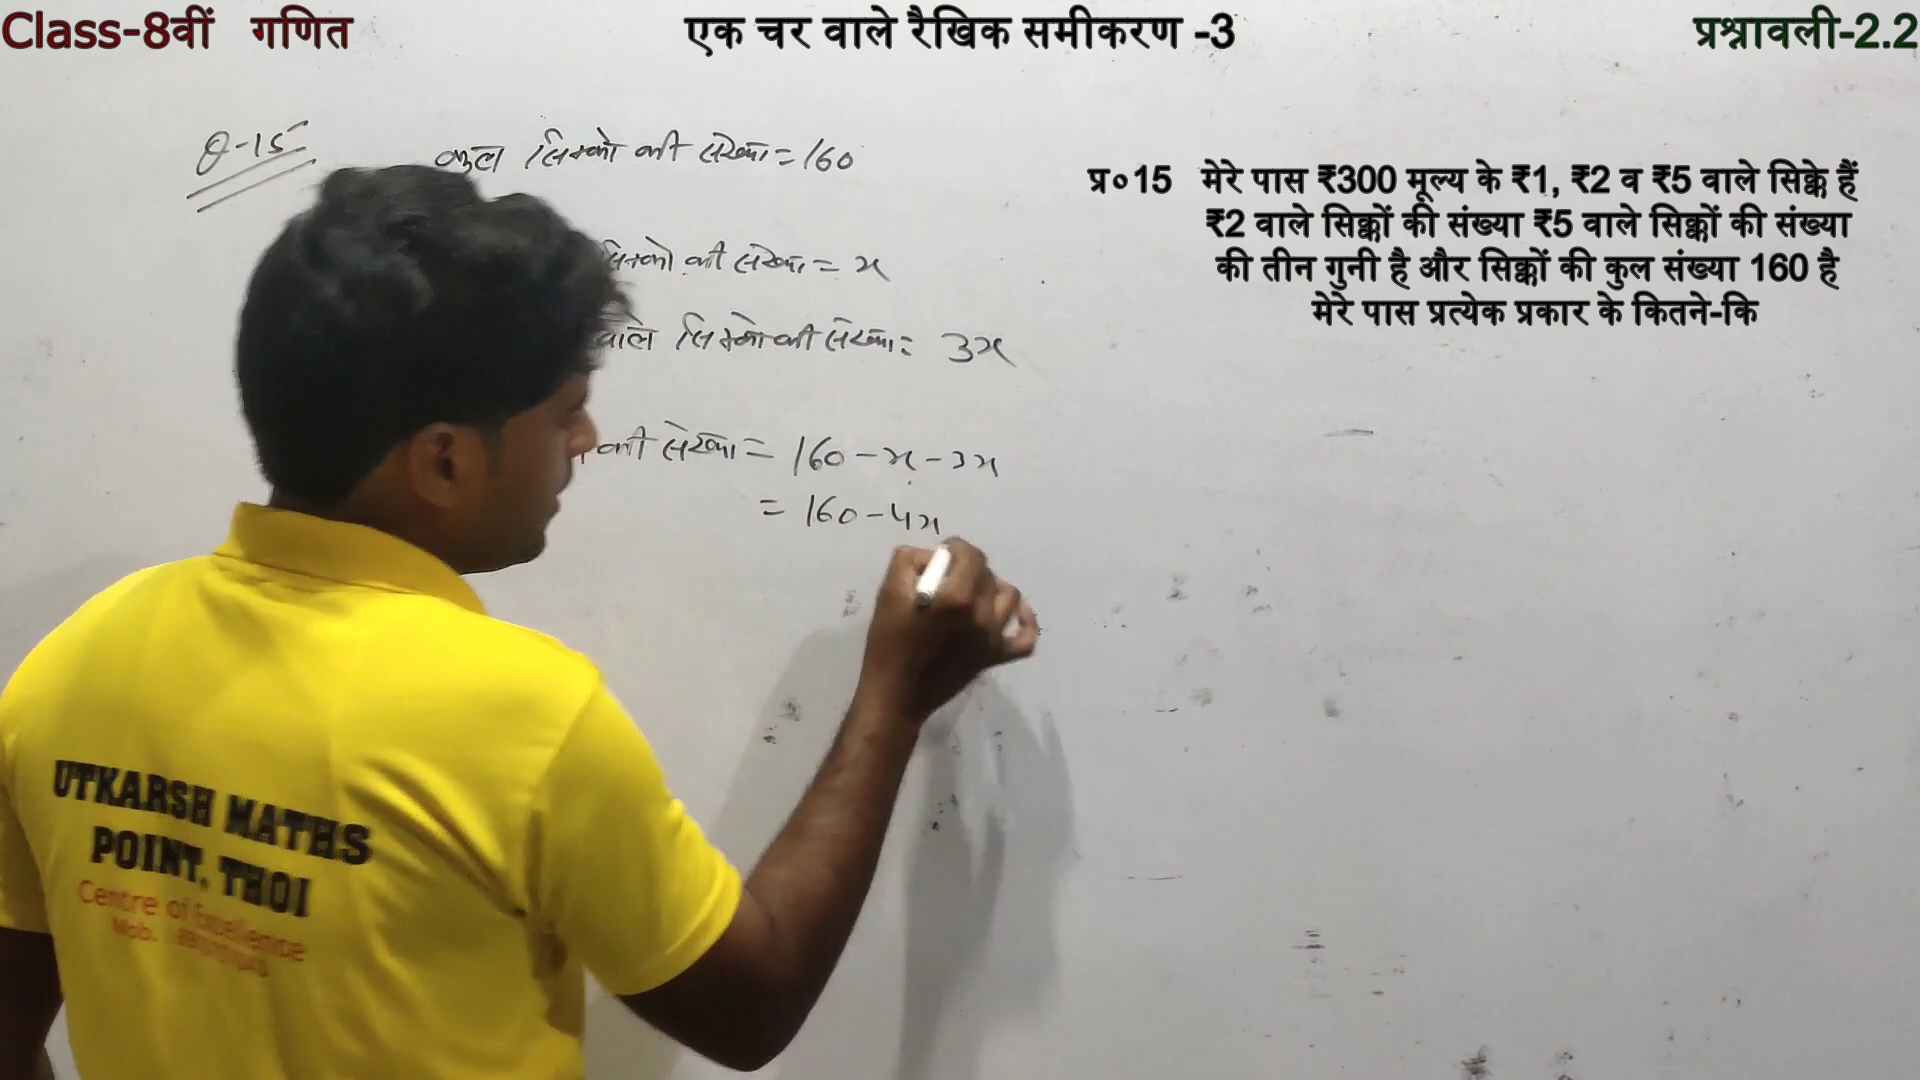 Class-8वीं गणित
एक चर वाले रैखिक समीकरण -3
प्रश्नावली-2.2
Q-15
कुल सिक्को की संख्या = 160
सिक्को की संख्या = x
वाले सिक्को की संख्या = 3x
की संख्या = 160 - x - 3x
= 160 - 4x
प्र०15 मेरे पास ₹300 मूल्य के ₹1, ₹2 व ₹5 वाले सिक्के हैं
₹2 वाले सिक्कों की संख्या ₹5 वाले सिक्कों की संख्या
की तीन गुनी है और सिक्कों की कुल संख्या 160 है
मेरे पास प्रत्येक प्रकार के कितने-कि
UTKARSH MATHS
POINT, THOI
Centre of Excellence
Mob.